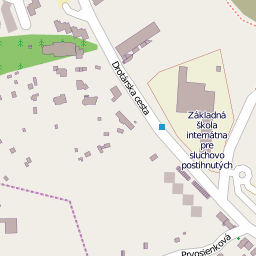 Drotárska cesta
Základná
škola
internátna
pre
sluchovo
postihnutých
Prvosienková